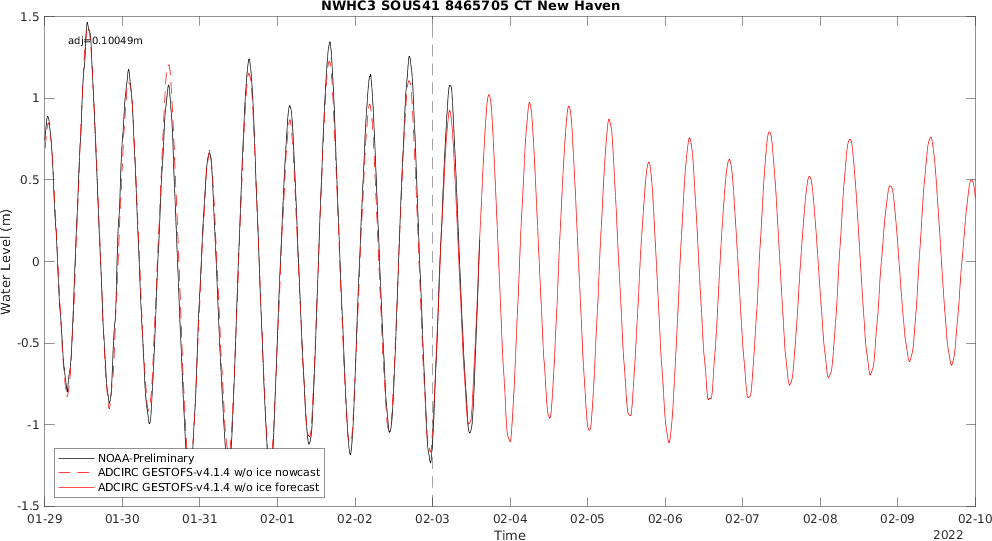 NWHC3 SOUS41 8465705 CT New Haven
adj=0.10049m
1.5
1
0.5
0
-0.5
-1
-1.5
Water Level (m)
NOAA-Preliminary
ADCIRC GESTOFS-v4.1.4 w/o ice nowcast
ADCIRC GESTOFS-v4.1.4 w/o ice forecast
01-29 01-30 01-31 02-01 02-02 02-03 02-04 02-05 02-06 02-07 02-08 02-09 02-10
Time
2022